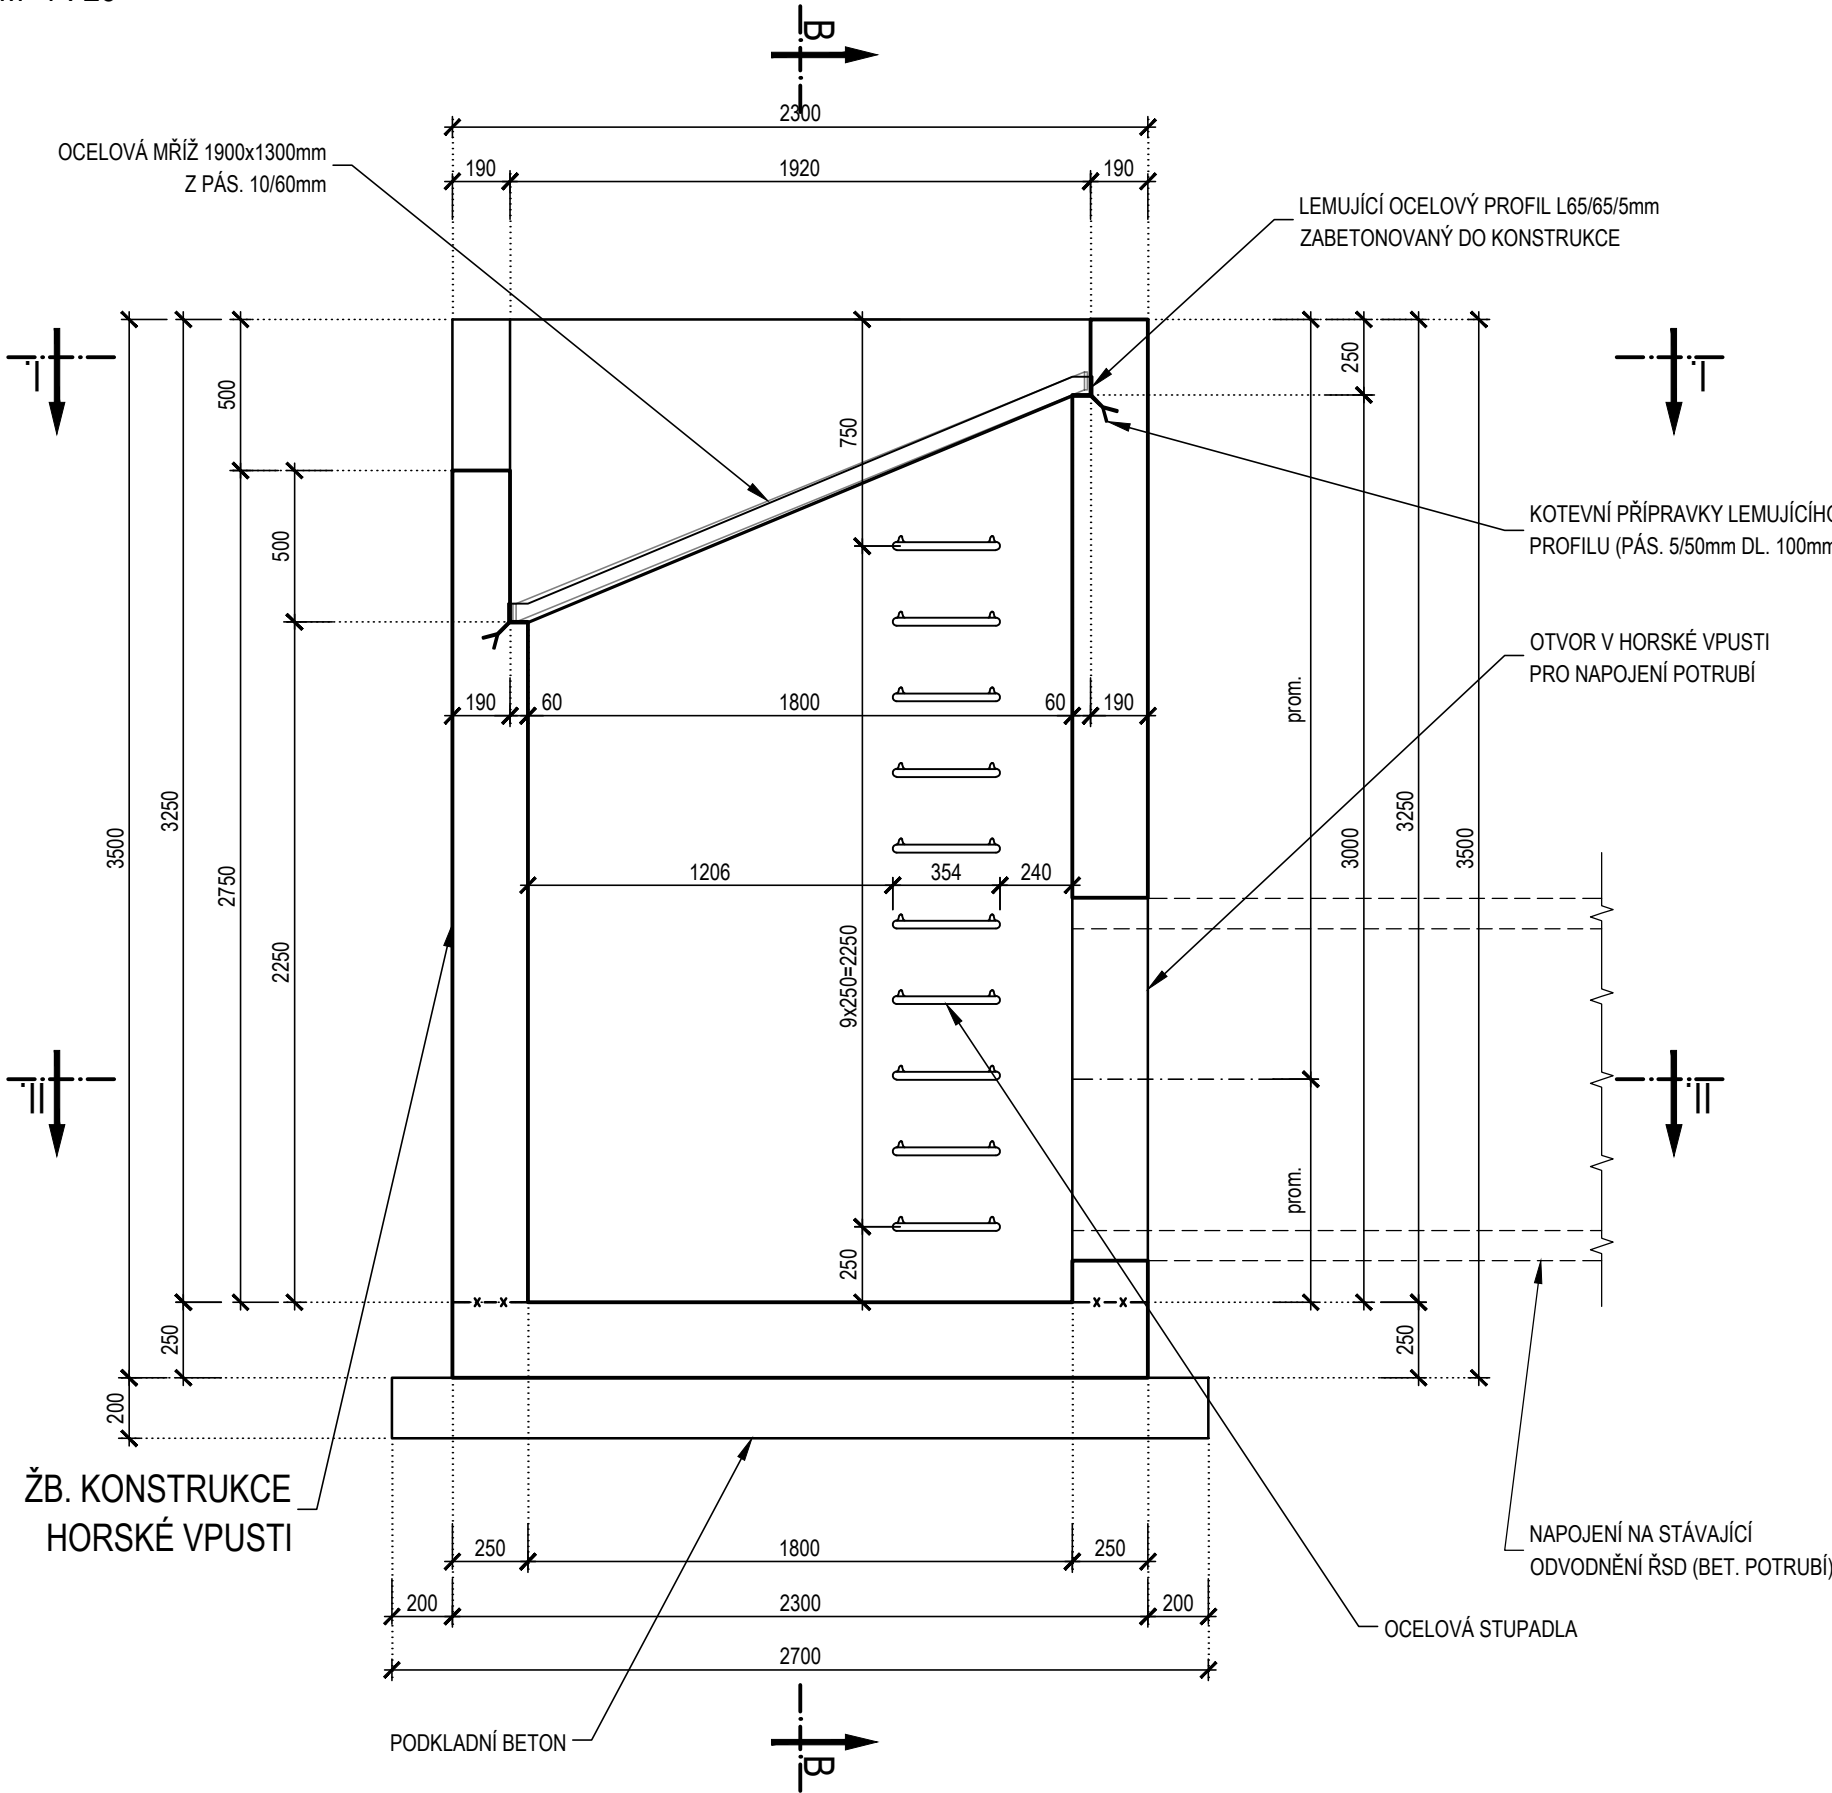 B
2300
OCELOVÁ MŘÍŽ 1900x1300mm
Z PÁS. 10/60mm
190
1920
190
LEMUJÍCÍ OCELOVÝ PROFIL L65/65/5mm
ZABETONOVANÝ DO KONSTRUKCE
I.
I.
500
250
750
500
KOTEVNÍ PŘÍPRAVKY LEMUJÍCÍHO
PROFILU (PÁS. 5/50mm DL. 100mm
OTVOR V HORSKÉ VPUSTI
PRO NAPOJENÍ POTRUBÍ
190
60
1800
60
190
prom.
3500
3250
2750
2250
1206
354
240
3000
3250
3500
9x250=2250
II.
II.
prom.
250
250
250
200
ŽB. KONSTRUKCE
HORSKÉ VPUSTI
250
1800
250
NAPOJENÍ NA STÁVAJÍCÍ
ODVODNĚNÍ ŘSD (BET. POTRUBÍ)
200
2300
200
OCELOVÁ STUPADLA
2700
PODKLADNÍ BETON
B